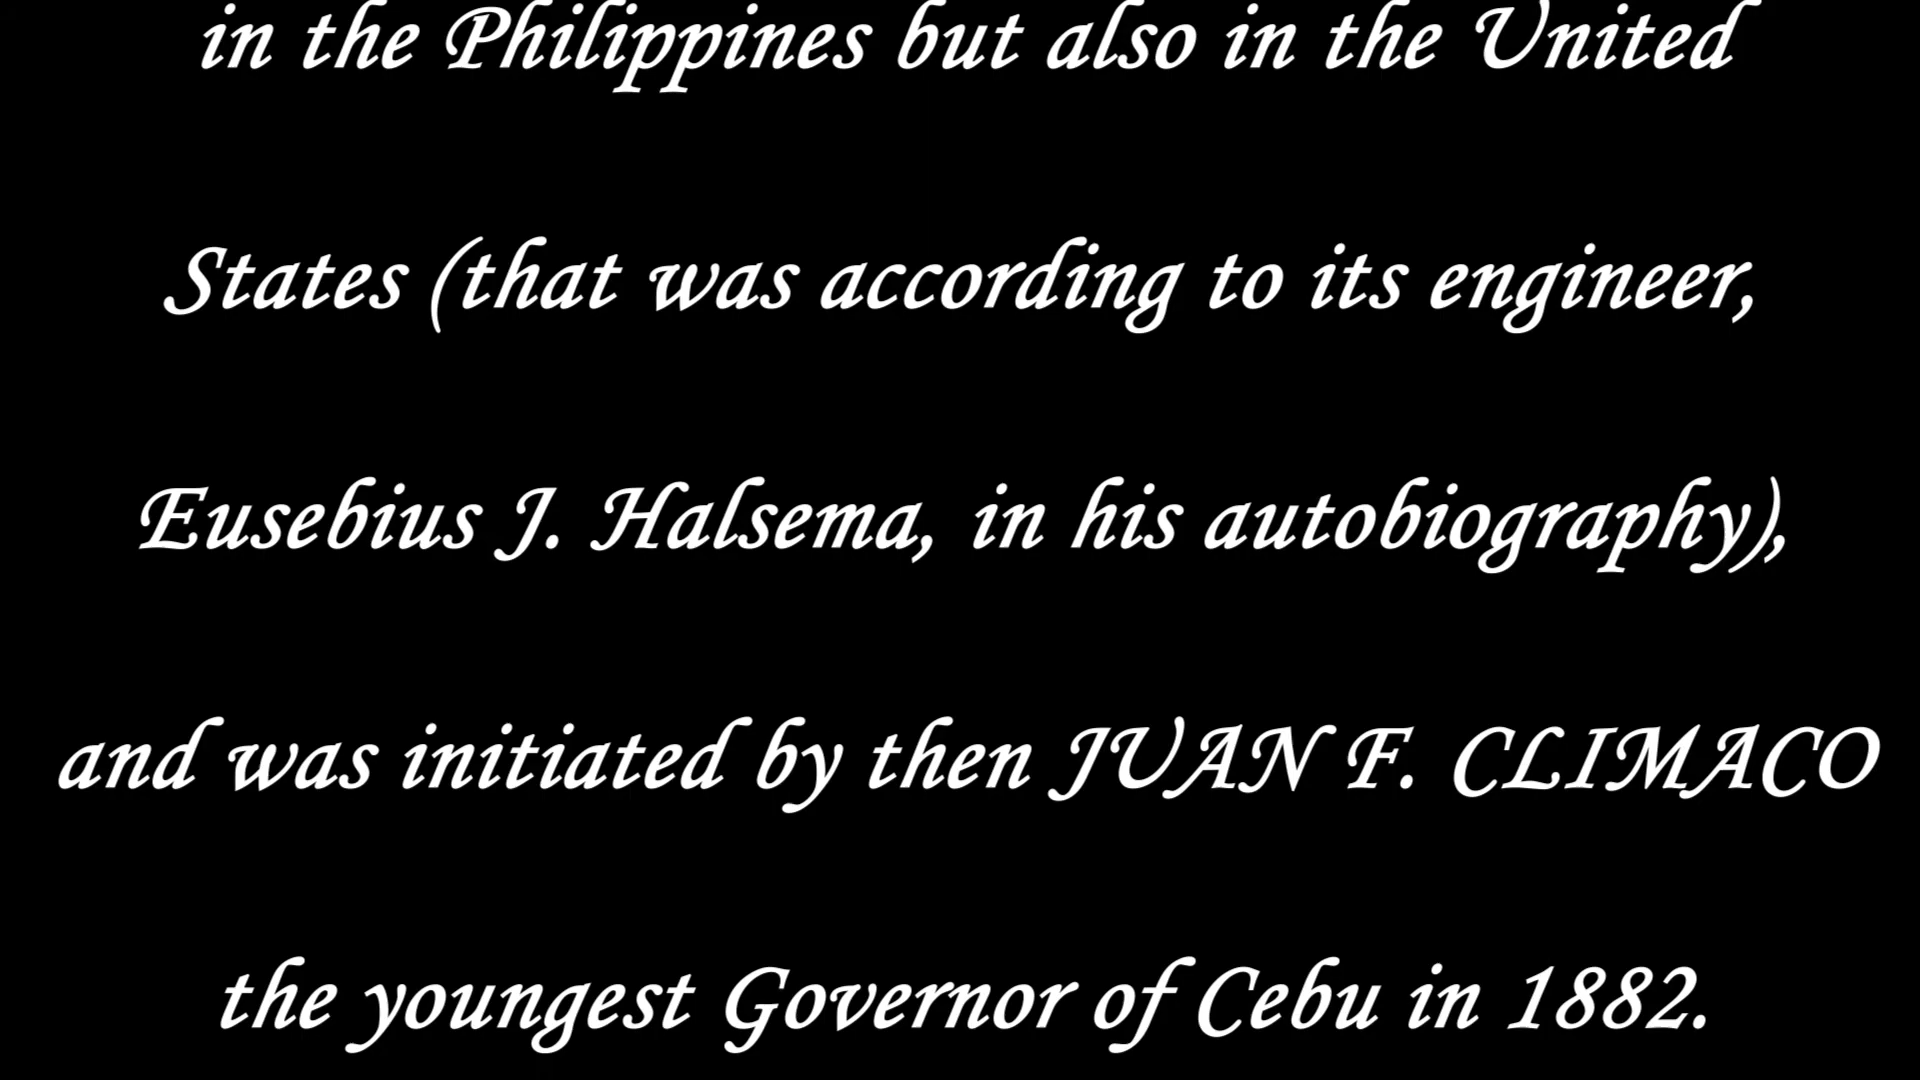 in the Philippines but also in the United
States (that was according to its engineer,
Eusebius J. Halsema, in his autobiography),
and was initiated by then JUAN F. CLIMACO
the youngest Governor of Cebu in 1882.